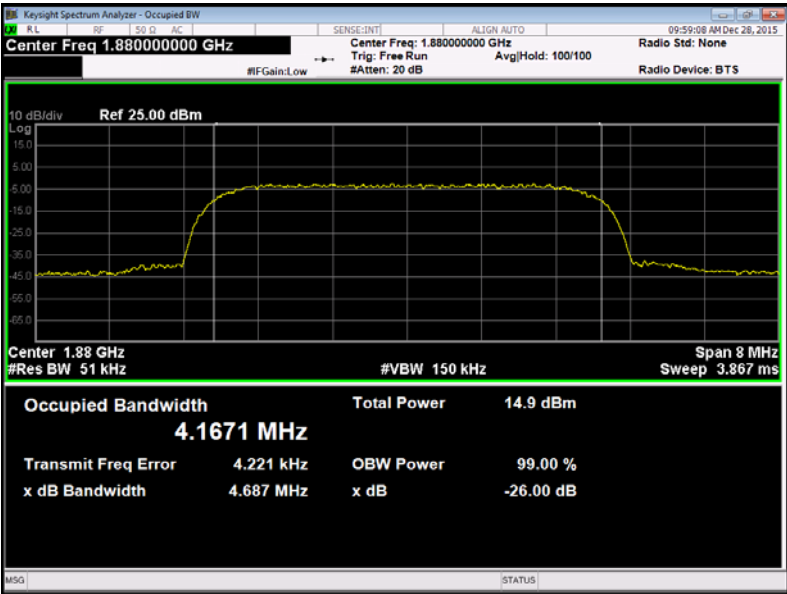 Keysight Spectrum Analyzer - Occupied BW
RL RF 50 Ω AC SENSE:INT ALIGN AUTO 09:59:08 AM Dec 28, 2015
Center Freq 1.880000000 GHz Center Freq: 1.880000000 GHz Radio Std: None
Trig: Free Run Avg|Hold: 100/100
#IFGain:Low #Atten: 20 dB Radio Device: BTS
10 dB/div Ref 25.00 dBm
Log
15.0
5.00
-5.00
-15.0
-25.0
-35.0
-45.0
-55.0
-65.0
Center 1.88 GHz Span 8 MHz
#Res BW 51 kHz #VBW 150 kHz Sweep 3.867 ms
Occupied Bandwidth Total Power 14.9 dBm
4.1671 MHz
Transmit Freq Error 4.221 kHz OBW Power 99.00 %
x dB Bandwidth 4.687 MHz x dB -26.00 dB
MSG STATUS